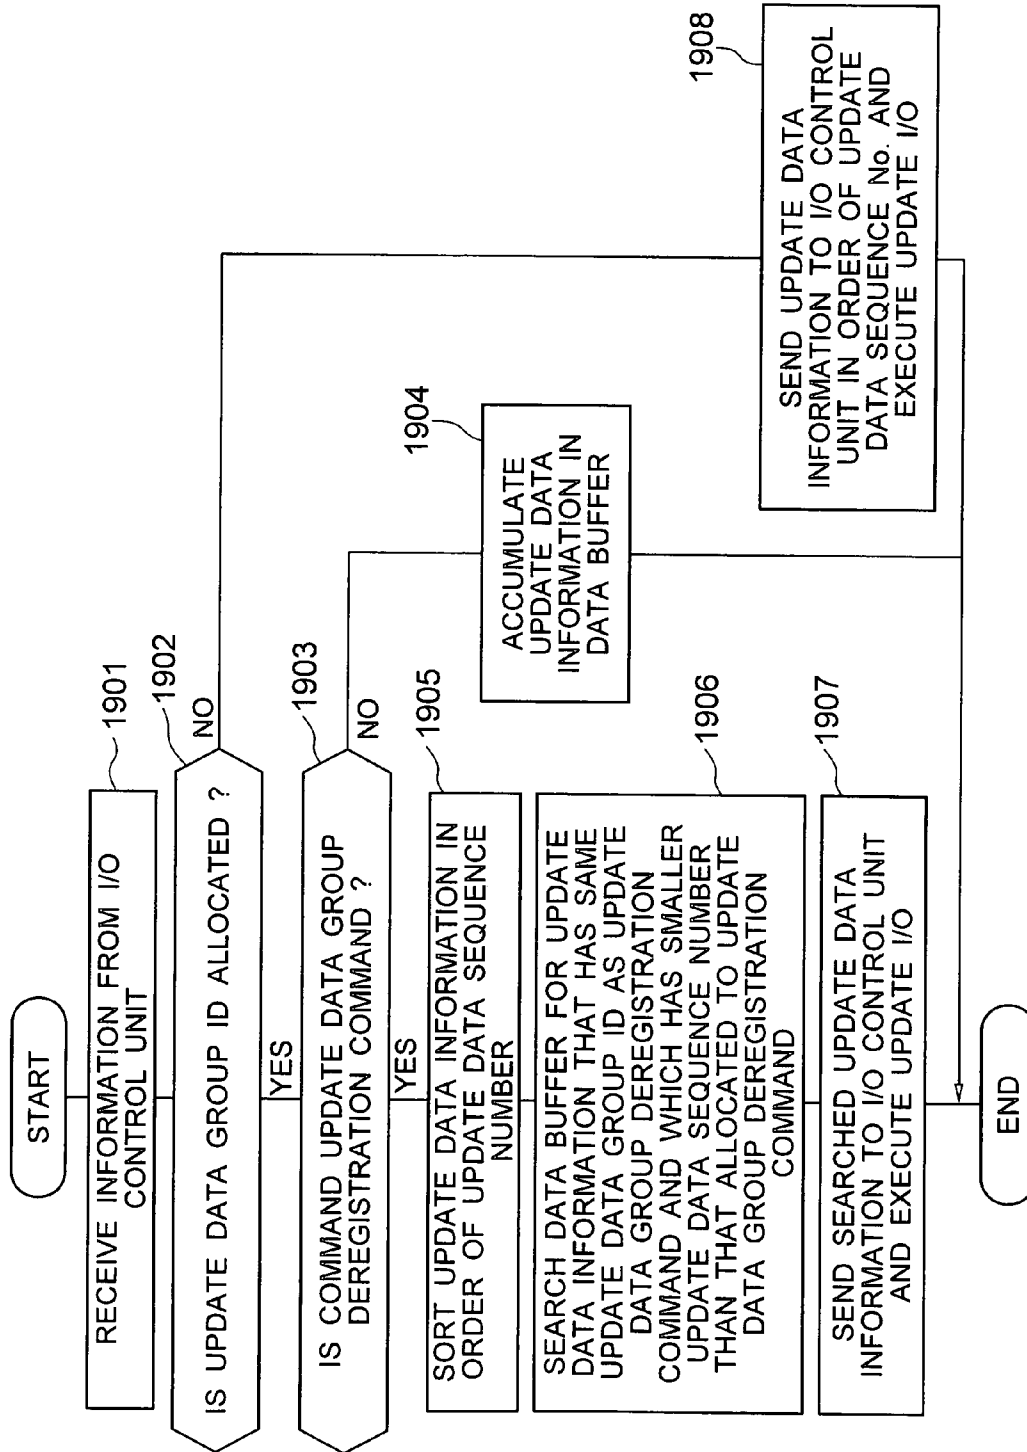 START
1901
RECEIVE INFORMATION FROM I/O
CONTROL UNIT
1902
IS UPDATE DATA GROUP ID ALLOCATED ?
NO
YES
1903
IS COMMAND UPDATE DATA GROUP
DEREGISTRATION COMMAND ?
NO
YES
1904
ACCUMULATE
UPDATE DATA
INFORMATION IN
DATA BUFFER
1905
SORT UPDATE DATA INFORMATION IN
ORDER OF UPDATE DATA SEQUENCE
NUMBER
1906
SEARCH DATA BUFFER FOR UPDATE
DATA INFORMATION THAT HAS SAME
UPDATE DATA GROUP ID AS UPDATE
DATA GROUP DEREGISTRATION
COMMAND AND WHICH HAS SMALLER
UPDATE DATA SEQUENCE NUMBER
THAN THAT ALLOCATED TO UPDATE
DATA GROUP DEREGISTRATION
COMMAND
1907
SEND SEARCHED UPDATE DATA
INFORMATION TO I/O CONTROL UNIT
AND EXECUTE UPDATE I/O
1908
SEND UPDATE DATA
INFORMATION TO I/O CONTROL
UNIT IN ORDER OF UPDATE
DATA SEQUENCE No. AND
EXECUTE UPDATE I/O
END